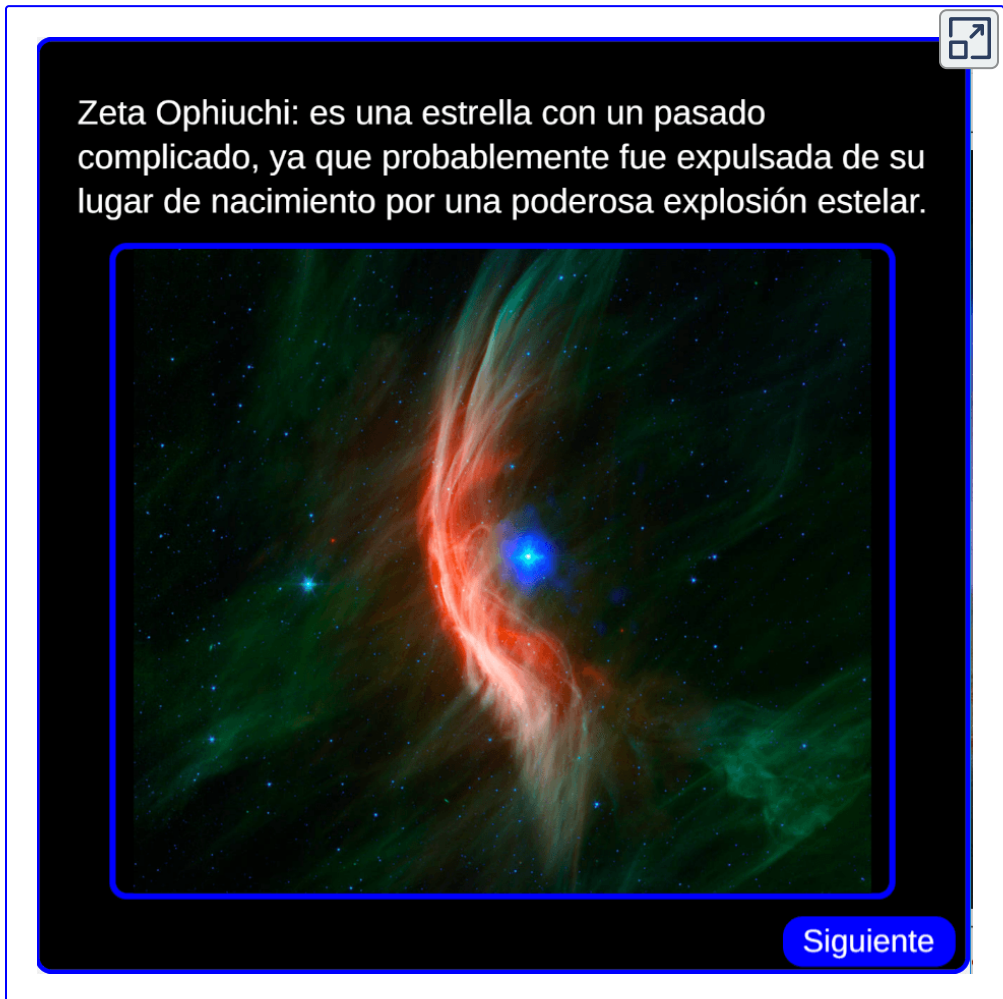 Zeta Ophiuchi: es una estrella con un pasado
complicado, ya que probablemente fue expulsada de su
lugar de nacimiento por una poderosa explosión estelar.
Siguiente